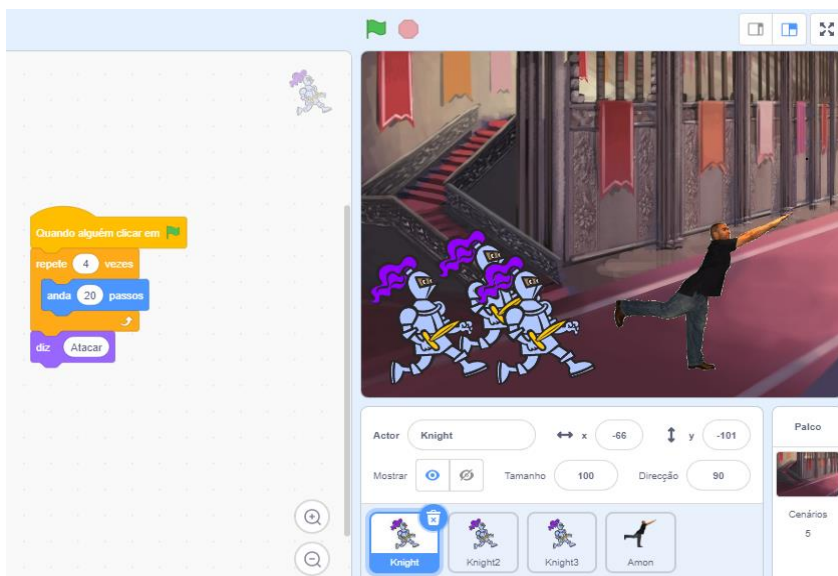 Quando alguém clicar em
repete 4 vezes
anda 20 passos
diz Atacar
Actor Knight x -66 y -101
Mostrar Tamanho 100 Direcção 90
Knight Knight2 Knight3 Amon
Palco
Cenários
5